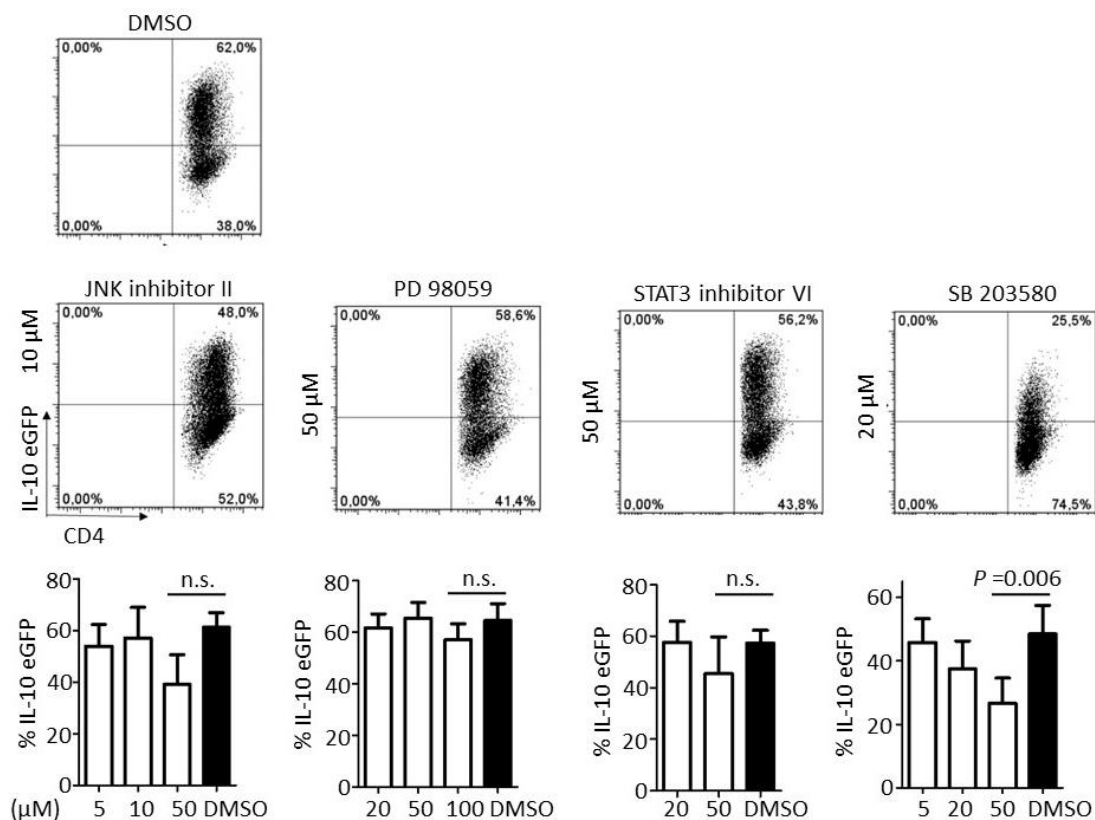 DMSO
0,00% 62,0%
0,00% 38,0%
JNK inhibitor II
10 µM
IL-10 eGFP
0,00% 48,0%
0,00% 52,0%
CD4
PD 98059
50 µM
0,00% 58,6%
0,00% 41,4%
STAT3 inhibitor VI
50 µM
0,00% 56,2%
0,00% 43,8%
SB 203580
20 µM
0,00% 25,5%
0,00% 74,5%
n.s.
% IL-10 eGFP
80
60
40
20
0
(µM) 5 10 50 DMSO
n.s.
% IL-10 eGFP
80
60
40
20
0
20 50 100 DMSO
n.s.
% IL-10 eGFP
80
60
40
20
0
20 50 DMSO
P =0.006
% IL-10 eGFP
60
40
20
0
5 20 50 DMSO